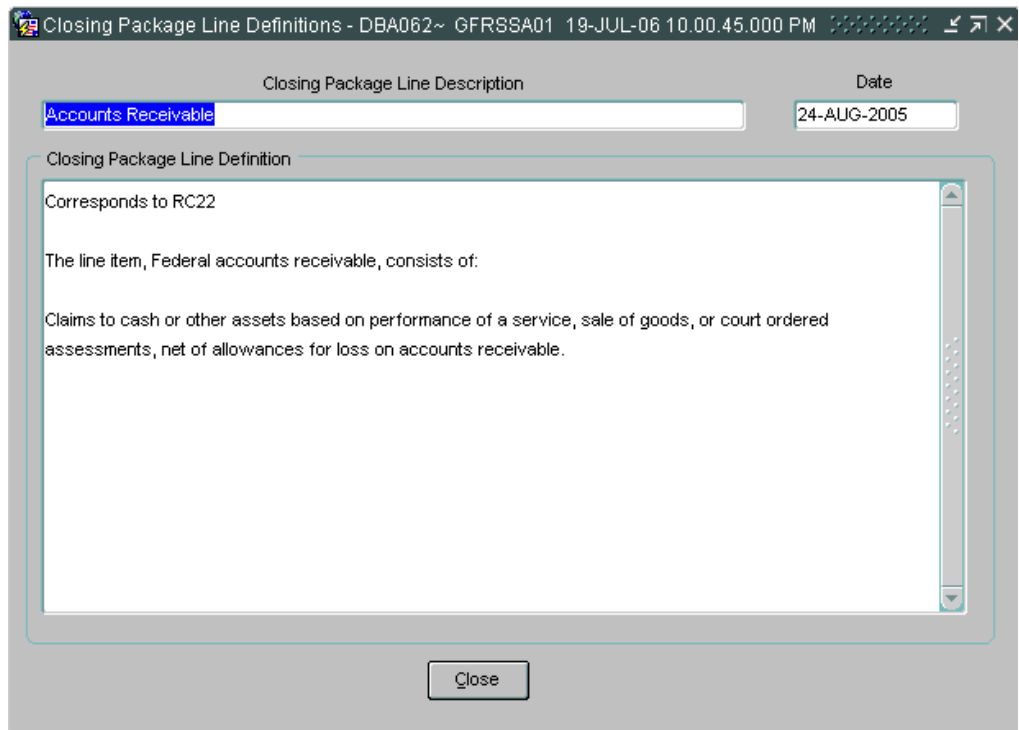 Closing Package Line Definitions - DBA062~ GFRSSA01 19-JUL-06 10.00.45.000 PM
Closing Package Line Description
Date
Accounts Receivable
24-AUG-2005
Closing Package Line Definition
Corresponds to RC22
The line item, Federal accounts receivable, consists of:
Claims to cash or other assets based on performance of a service, sale of goods, or court ordered
assessments, net of allowances for loss on accounts receivable.
Close